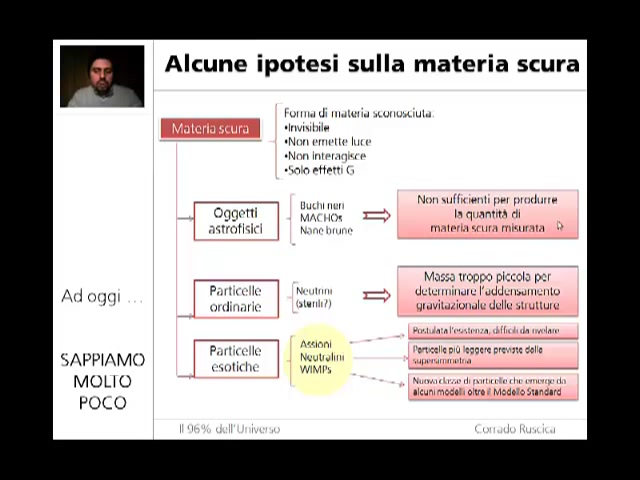 Alcune ipotesi sulla materia scura
Materia scura
Forma di materia sconosciuta:
•Invisibile
•Non emette luce
•Non interagisce
•Solo effetti G
Oggetti
astrofisici
Buchi neri
MACHOs
Nane brune
Non sufficienti per produrre
la quantità di
materia scura misurata
Ad oggi ...
Particelle
ordinarie
Neutrini
(sterili?)
Massa troppo piccola per
determinare l'addensamento
gravitazionale delle strutture
SAPPIAMO
MOLTO
POCO
Particelle
esotiche
Assioni
Neutralini
WIMPs
Postulata l'esistenza, difficili da rivelare
Particelle più leggere previste dalla
supersimmetria
Nuova classe di particelle che emerge da
alcuni modelli oltre il Modello Standard
Il 96% dell'Universo
Corrado Ruscica